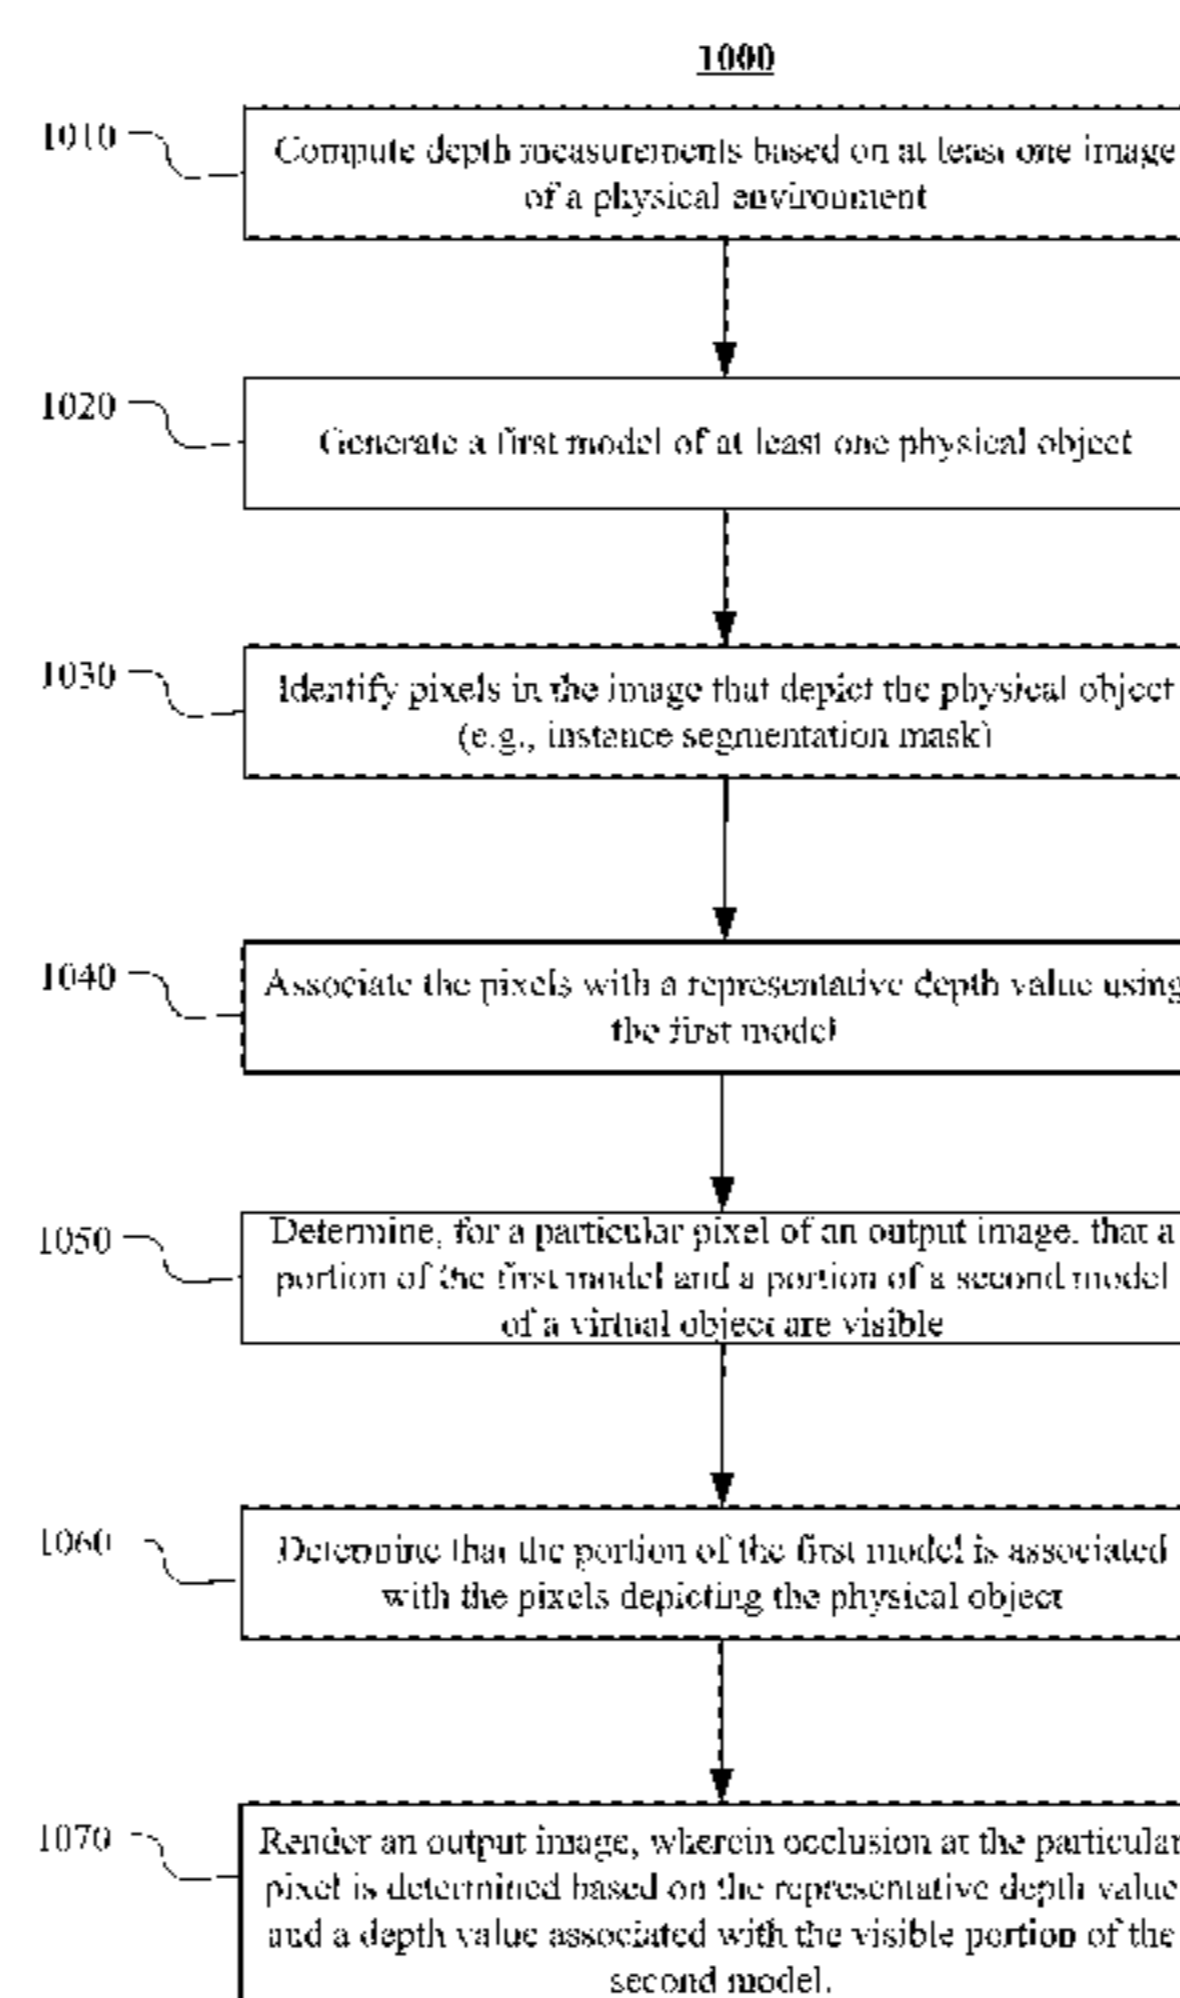 1000
1010
Compute depth measurements based on at least one image
of a physical environment
1020
Generate a first model of at least one physical object
1030
Identify pixels in the image that depict the physical object
(e.g., instance segmentation mask)
1040
Associate the pixels with a representative depth value using
the first model
1050
Determine, for a particular pixel of an output image, that a
portion of the first model and a portion of a second model
of a virtual object are visible
1060
Determine that the portion of the first model is associated
with the pixels depicting the physical object
1070
Render an output image, wherein occlusion at the particular
pixel is determined based on the representative depth value
and a depth value associated with the visible portion of the
second model.